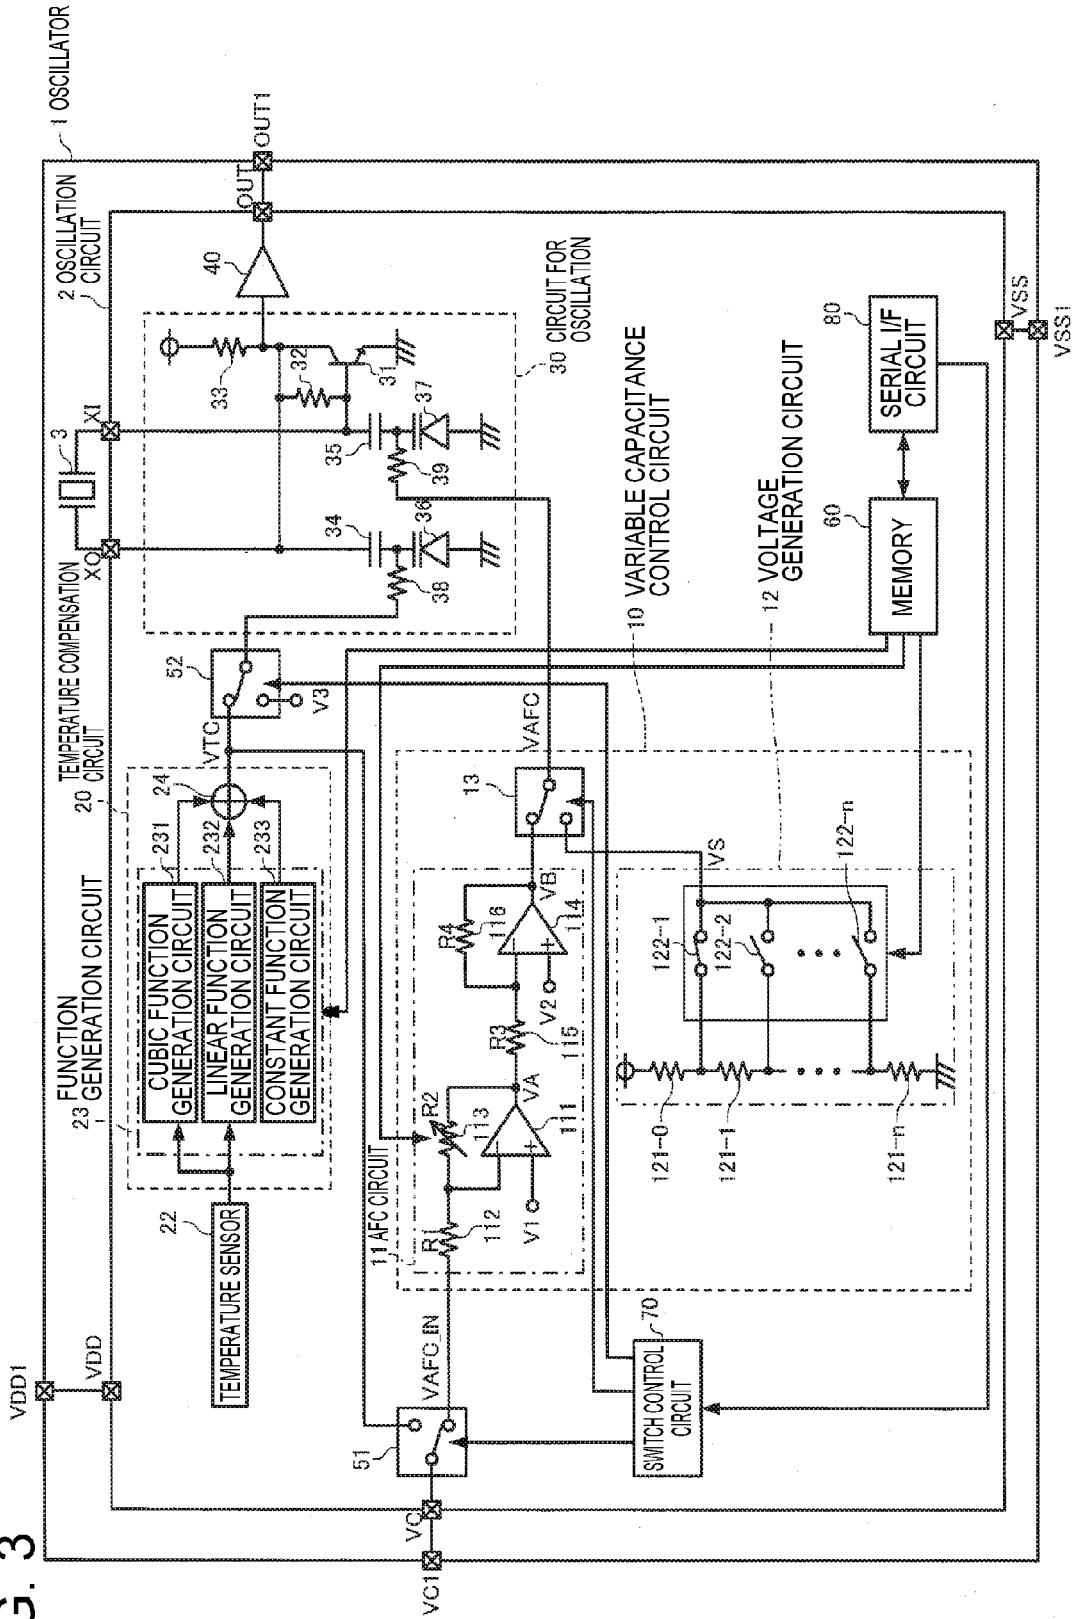 G. 3
1 OSCILLATOR
2 OSCILLATION
CIRCUIT
OUT1
OUT
40
30 CIRCUIT FOR
OSCILLATION
XI
3
XO
33
32
31
35
37
39
34
36
38
TEMPERATURE COMPENSATION
CIRCUIT
20
FUNCTION
GENERATION CIRCUIT
23
CUBIC FUNCTION
GENERATION CIRCUIT
LINEAR FUNCTION
GENERATION CIRCUIT
CONSTANT FUNCTION
GENERATION CIRCUIT
231
232
233
24
VTC
52
V3
22
TEMPERATURE SENSOR
VDD1
VDD
10 VARIABLE CAPACITANCE
CONTROL CIRCUIT
12 VOLTAGE
GENERATION CIRCUIT
80
SERIAL I/F
CIRCUIT
60
MEMORY
VSS
VSS1
VAFC
13
VS
VB
R4
116
114
V2
R3
115
VA
R2
113
111
V1
R1
112
11 AFC CIRCUIT
122-1
122-2
122-n
121-0
121-1
121-n
70
SWITCH CONTROL
CIRCUIT
VAFC_IN
51
VC
VC1